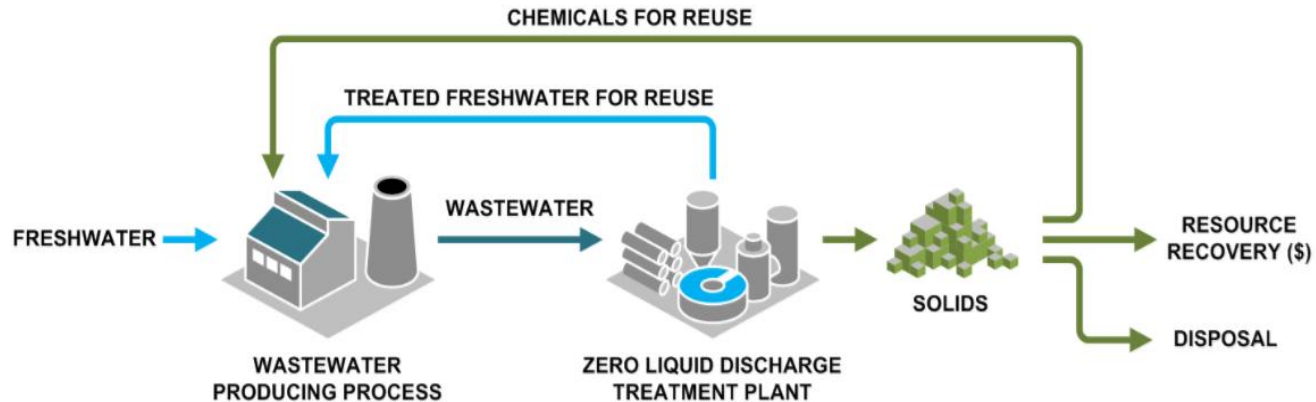 CHEMICALS FOR REUSE
TREATED FRESHWATER FOR REUSE
FRESHWATER
WASTEWATER
RESOURCE
RECOVERY ($)
SOLIDS
DISPOSAL
WASTEWATER
PRODUCING PROCESS
ZERO LIQUID DISCHARGE
TREATMENT PLANT